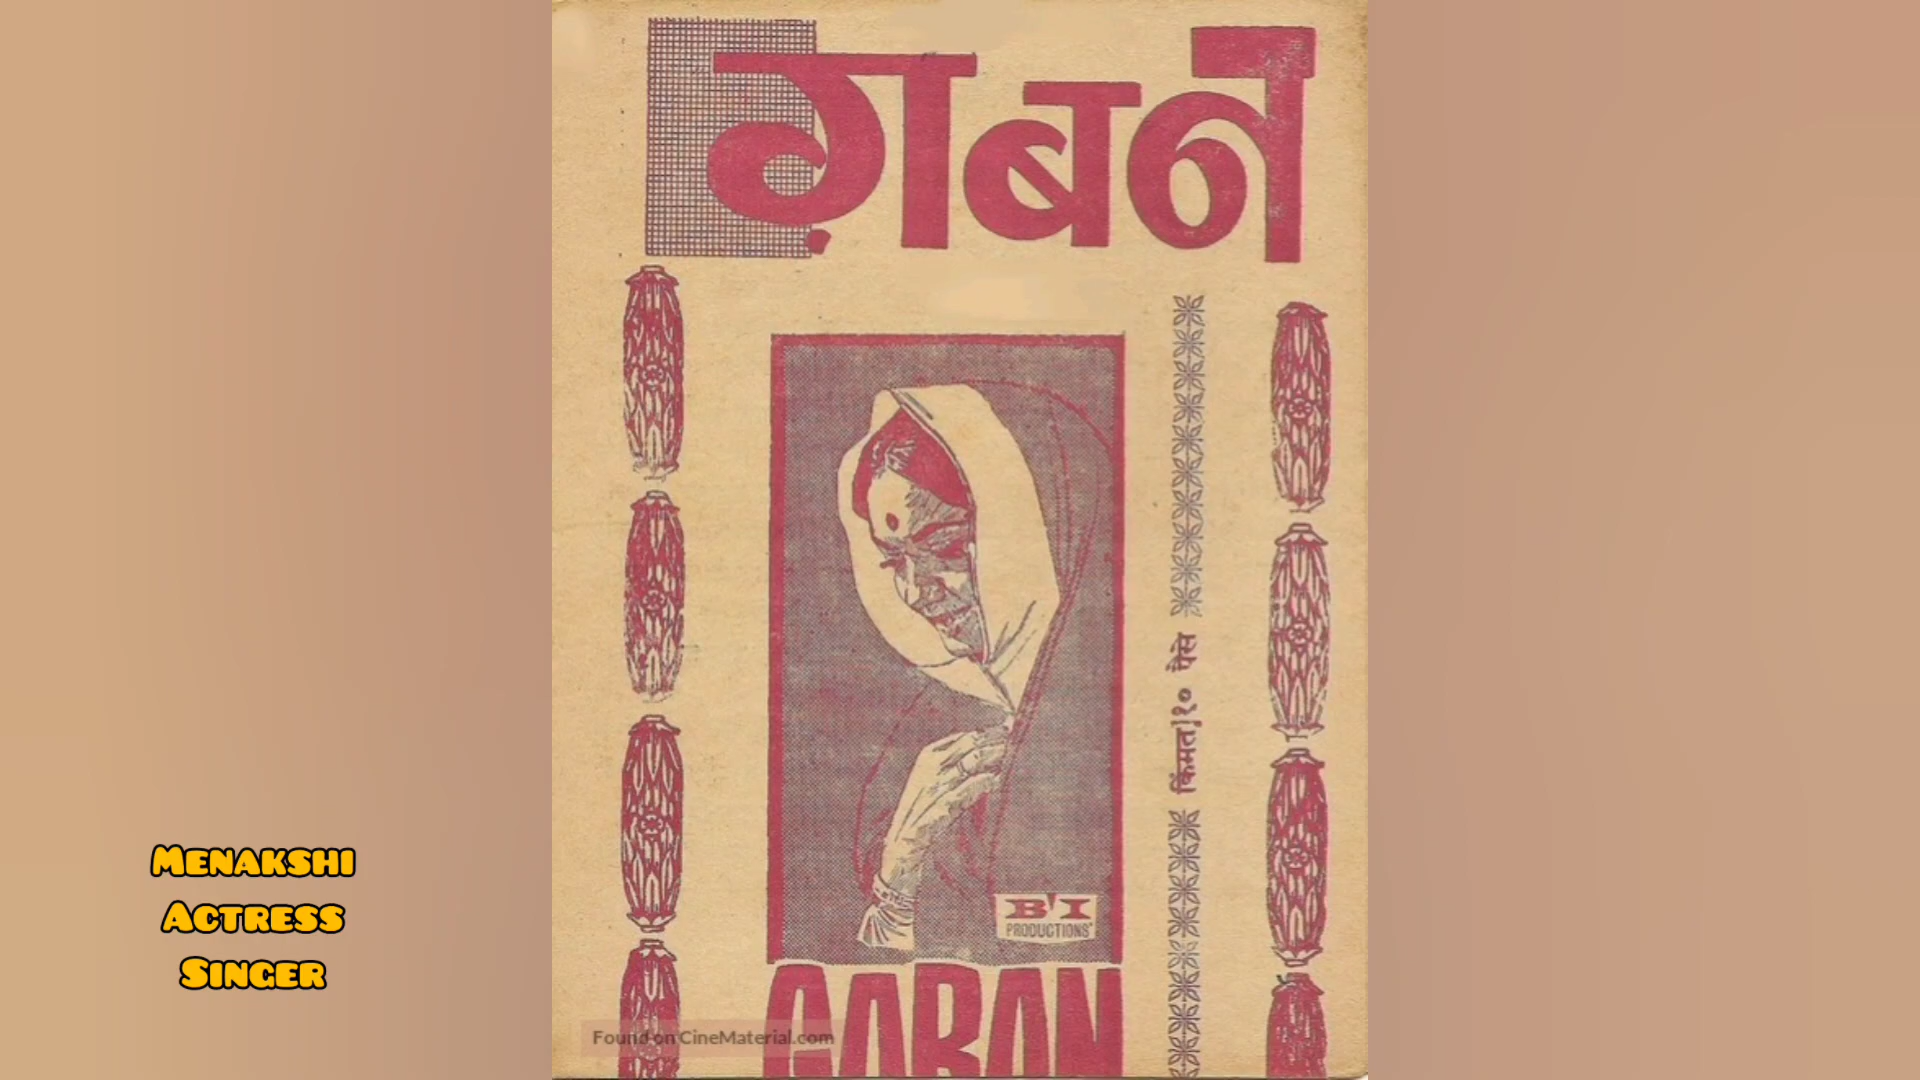 ग़बन
किंमत]१० पैसे
B I
PRODUCTIONS
GABAN
Found on CineMaterial.com
MENAKSHI
ACTRESS
SINGER